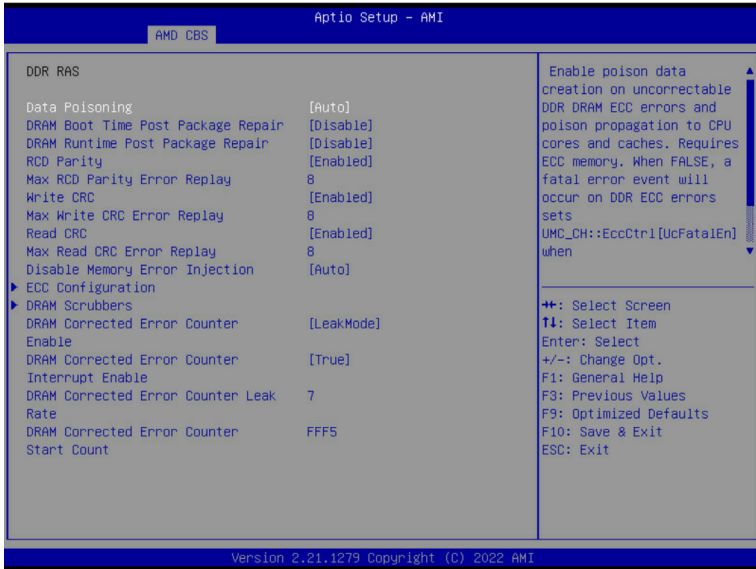 Aptio Setup – AMI
AMD CBS
DDR RAS
Data Poisoning [Auto]
DRAM Boot Time Post Package Repair [Disable]
DRAM Runtime Post Package Repair [Disable]
RCD Parity [Enabled]
Max RCD Parity Error Replay 8
Write CRC [Enabled]
Max Write CRC Error Replay 8
Read CRC [Enabled]
Max Read CRC Error Replay 8
Disable Memory Error Injection [Auto]
ECC Configuration
DRAM Scrubbers
DRAM Corrected Error Counter [LeakMode]
Enable
DRAM Corrected Error Counter [True]
Interrupt Enable
DRAM Corrected Error Counter Leak 7
Rate
DRAM Corrected Error Counter FFF5
Start Count
Enable poison data
creation on uncorrectable
DDR DRAM ECC errors and
poison propagation to CPU
cores and caches. Requires
ECC memory. When FALSE, a
fatal error event will
occur on DDR ECC errors
sets
UMC_CH::EccCtrl[UcFatalEn]
when
→←: Select Screen
↑↓: Select Item
Enter: Select
+/-: Change Opt.
F1: General Help
F3: Previous Values
F9: Optimized Defaults
F10: Save & Exit
ESC: Exit
Version 2.21.1279 Copyright (C) 2022 AMI